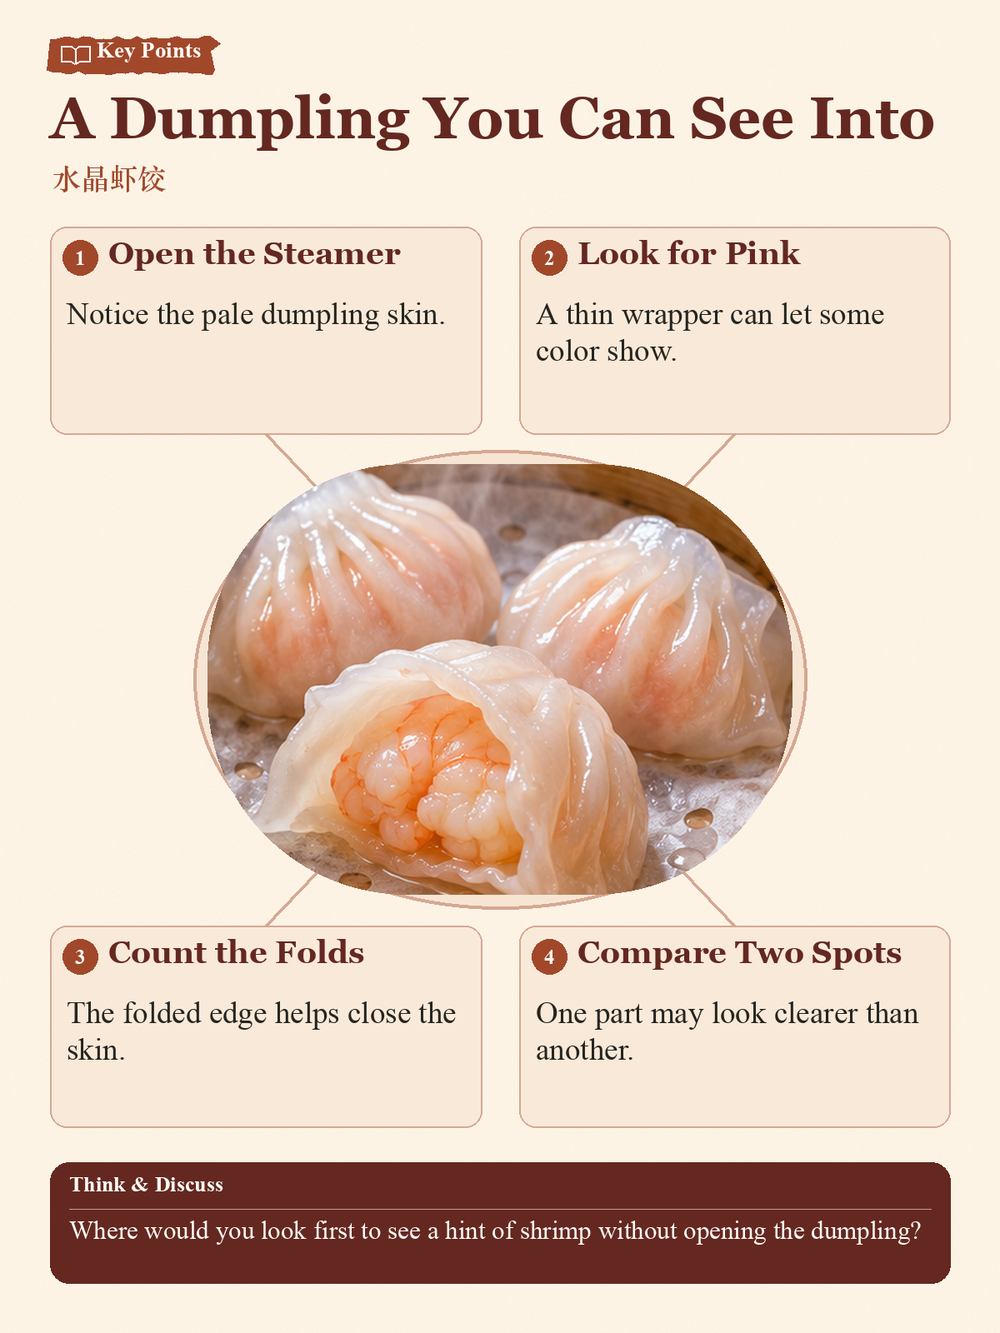 Key Points
A Dumpling You Can See Into
水晶虾饺
1 Open the Steamer
Notice the pale dumpling skin.
2 Look for Pink
A thin wrapper can let some
color show.
3 Count the Folds
The folded edge helps close the
skin.
4 Compare Two Spots
One part may look clearer than
another.
Think & Discuss
Where would you look first to see a hint of shrimp without opening the dumpling?